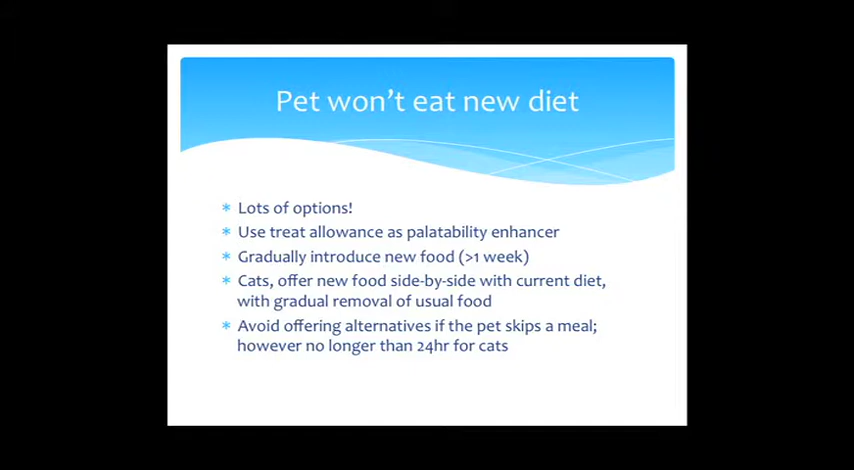 Pet won't eat new diet
* Lots of options!
* Use treat allowance as palatability enhancer
* Gradually introduce new food (>1 week)
* Cats, offer new food side-by-side with current diet,
with gradual removal of usual food
* Avoid offering alternatives if the pet skips a meal;
however no longer than 24hr for cats